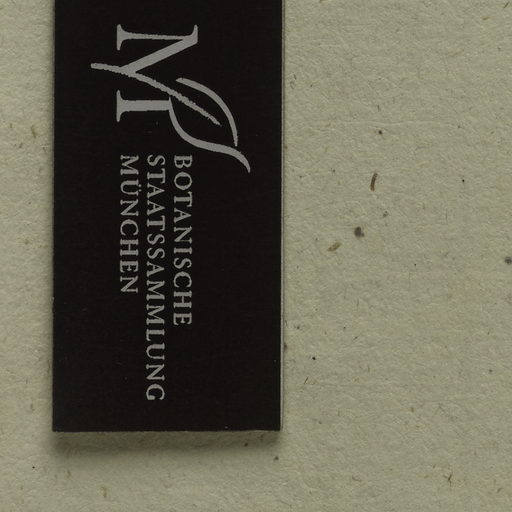 M
BOTANISCHE
STAATSSAMMLUNG
MÜNCHEN